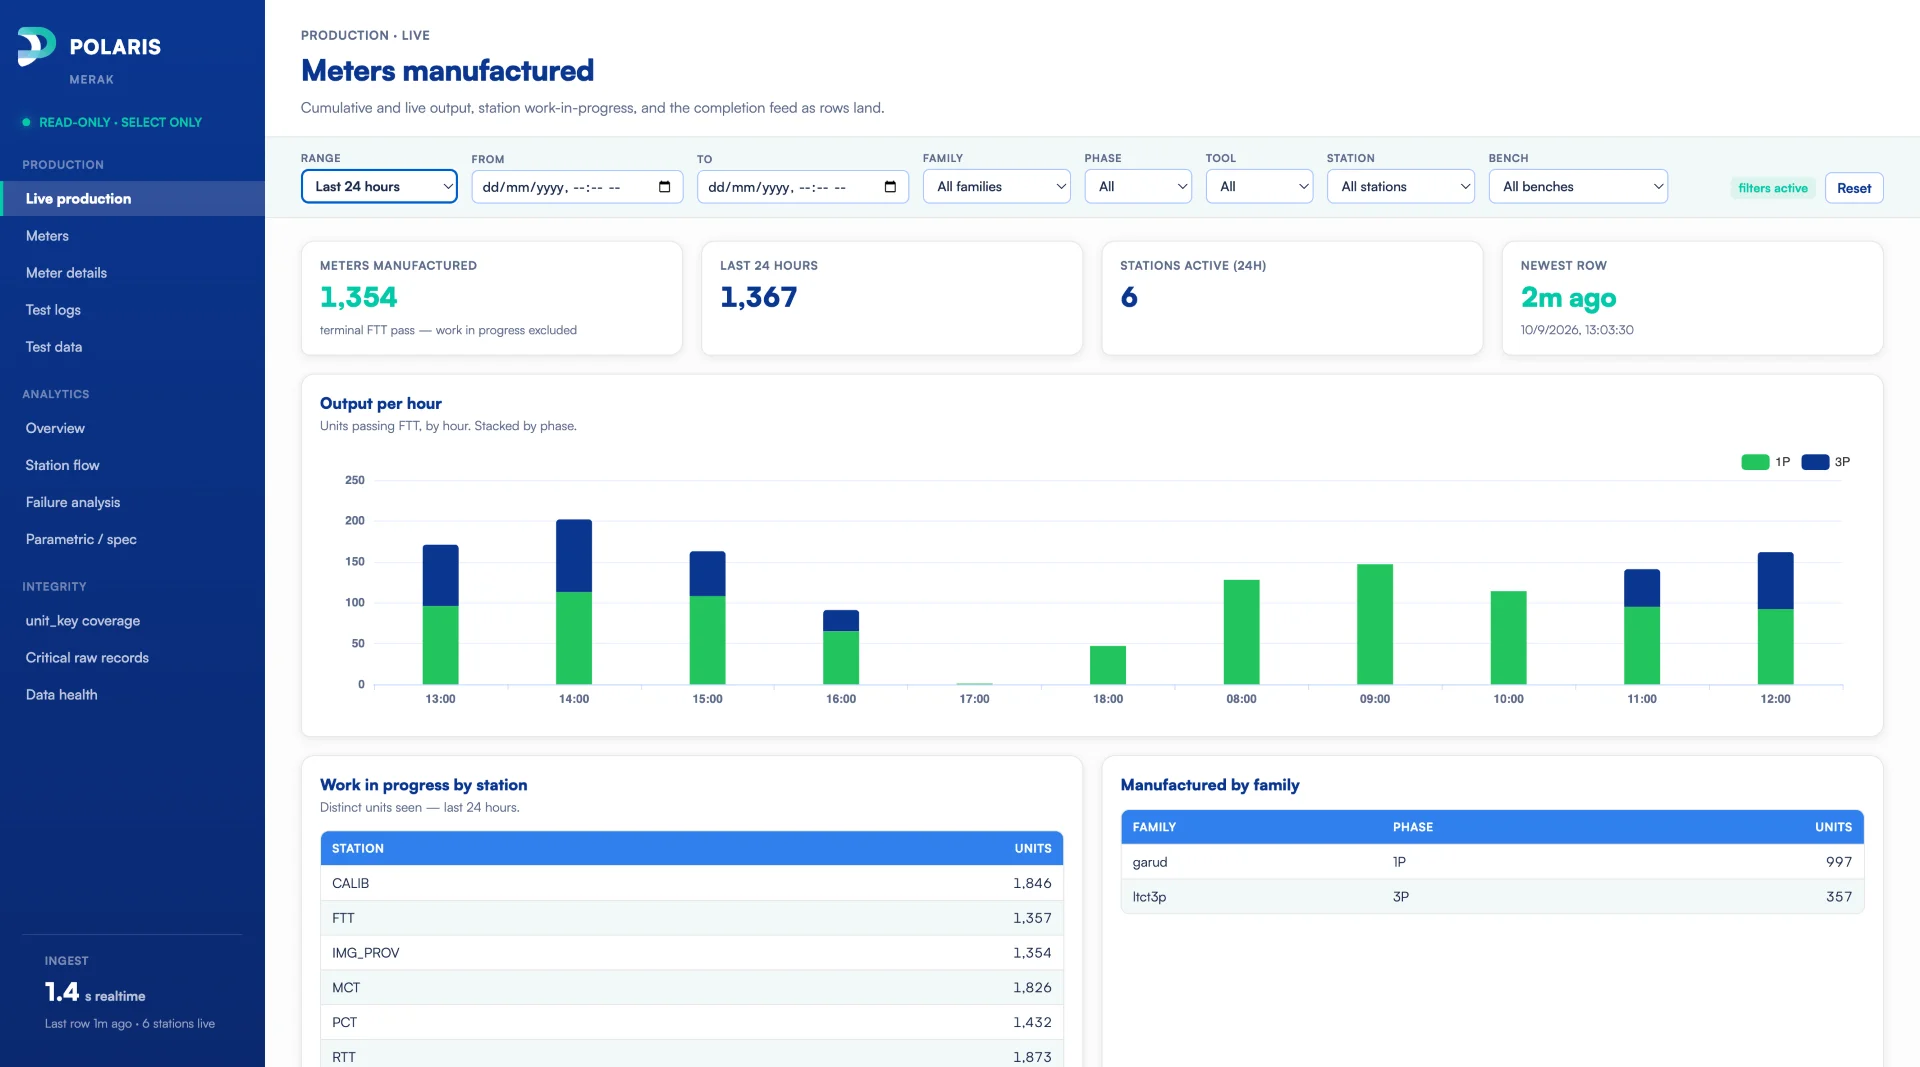 POLARIS
MERAK
READ-ONLY · SELECT ONLY
PRODUCTION
Live production
Meters
Meter details
Test logs
Test data
ANALYTICS
Overview
Station flow
Failure analysis
Parametric / spec
INTEGRITY
unit_key coverage
Critical raw records
Data health
INGEST
1.4 s realtime
Last row 1m ago · 6 stations live
PRODUCTION · LIVE
Meters manufactured
Cumulative and live output, station work-in-progress, and the completion feed as rows land.
RANGE FROM TO FAMILY PHASE TOOL STATION BENCH
Last 24 hours dd/mm/yyyy, --:-- -- dd/mm/yyyy, --:-- -- All families All All All stations All benches filters active Reset
METERS MANUFACTURED
1,354
terminal FTT pass — work in progress excluded
LAST 24 HOURS
1,367
STATIONS ACTIVE (24H)
6
NEWEST ROW
2m ago
10/9/2026, 13:03:30
Output per hour
Units passing FTT, by hour. Stacked by phase.
1P 3P
250
200
150
100
50
0
13:00 14:00 15:00 16:00 17:00 18:00 08:00 09:00 10:00 11:00 12:00
Work in progress by station
Distinct units seen — last 24 hours.
STATION UNITS
CALIB 1,846
FTT 1,357
IMG_PROV 1,354
MCT 1,826
PCT 1,432
RTT 1,873
Manufactured by family
FAMILY PHASE UNITS
garud 1P 997
ltct3p 3P 357